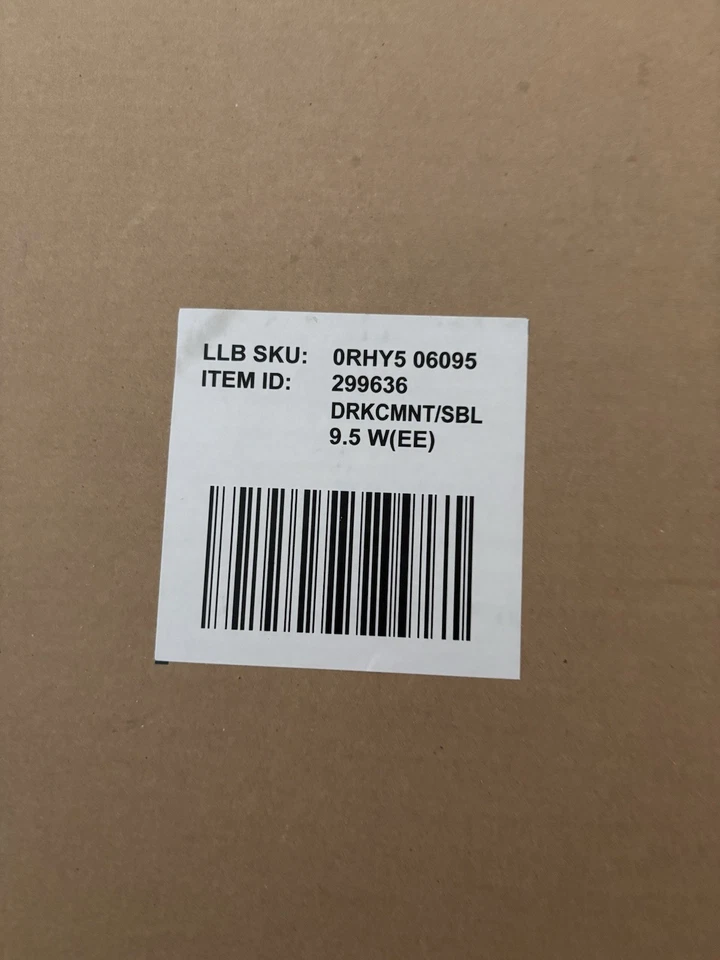 LLB SKU: 0RHY5 06095
ITEM ID: 299636
DRKCMNT/SBL
9.5 W(EE)